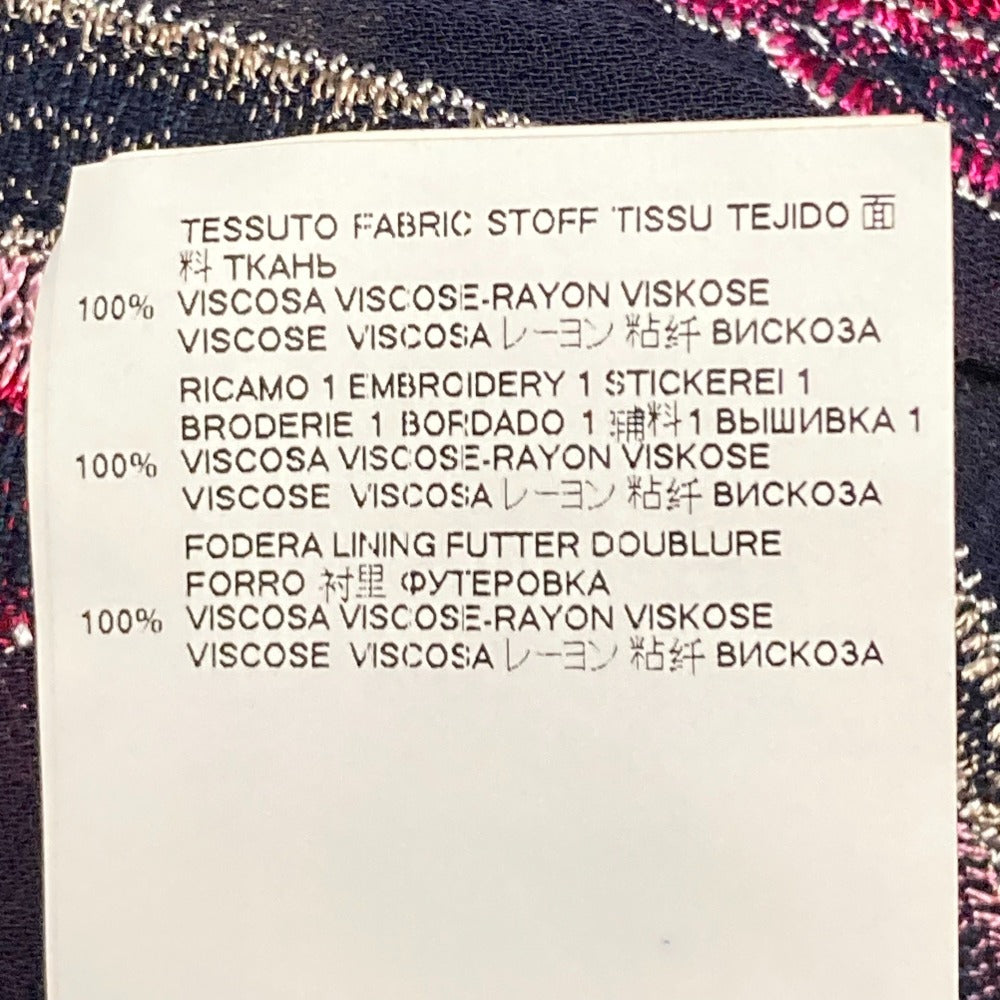 TESSUTO FABRIC STOFF TISSU TEJIDO 面
料 ТКАНЬ
100% VISCOSA VISCOSE-RAYON VISKOSE
VISCOSE VISCOSA レーヨン 粘纤 ВИСКОЗА
RICAMO 1 EMBROIDERY 1 STICKEREI 1
BRODERIE 1 BORDADO 1 辅料1 ВЫШИВКА 1
100% VISCOSA VISCOSE-RAYON VISKOSE
VISCOSE VISCOSA レーヨン 粘纤 ВИСКОЗА
FODERA LINING FUTTER DOUBLURE
FORRO 衬里 ФУТЕРОВКА
100% VISCOSA VISCOSE-RAYON VISKOSE
VISCOSE VISCOSA レーヨン 粘纤 ВИСКОЗА